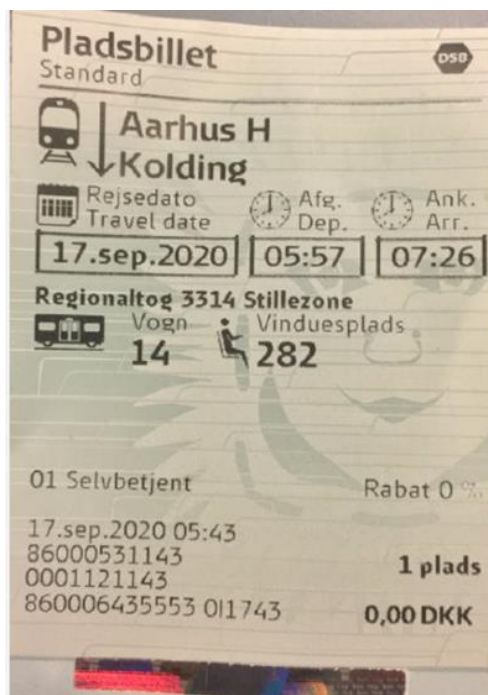 Pladsbillet
DSB
Standard
Aarhus H
Kolding
Rejsedato Afg. Ank.
Travel date Dep. Arr.
17.sep.2020 05:57 07:26
Regionaltog 3314 Stillezone
Vogn Vinduesplads
14 282
01 Selvbetjent Rabat 0 %
17.sep.2020 05:43
86000531143 1 plads
0001121143
860006435553 0I1743 0,00 DKK